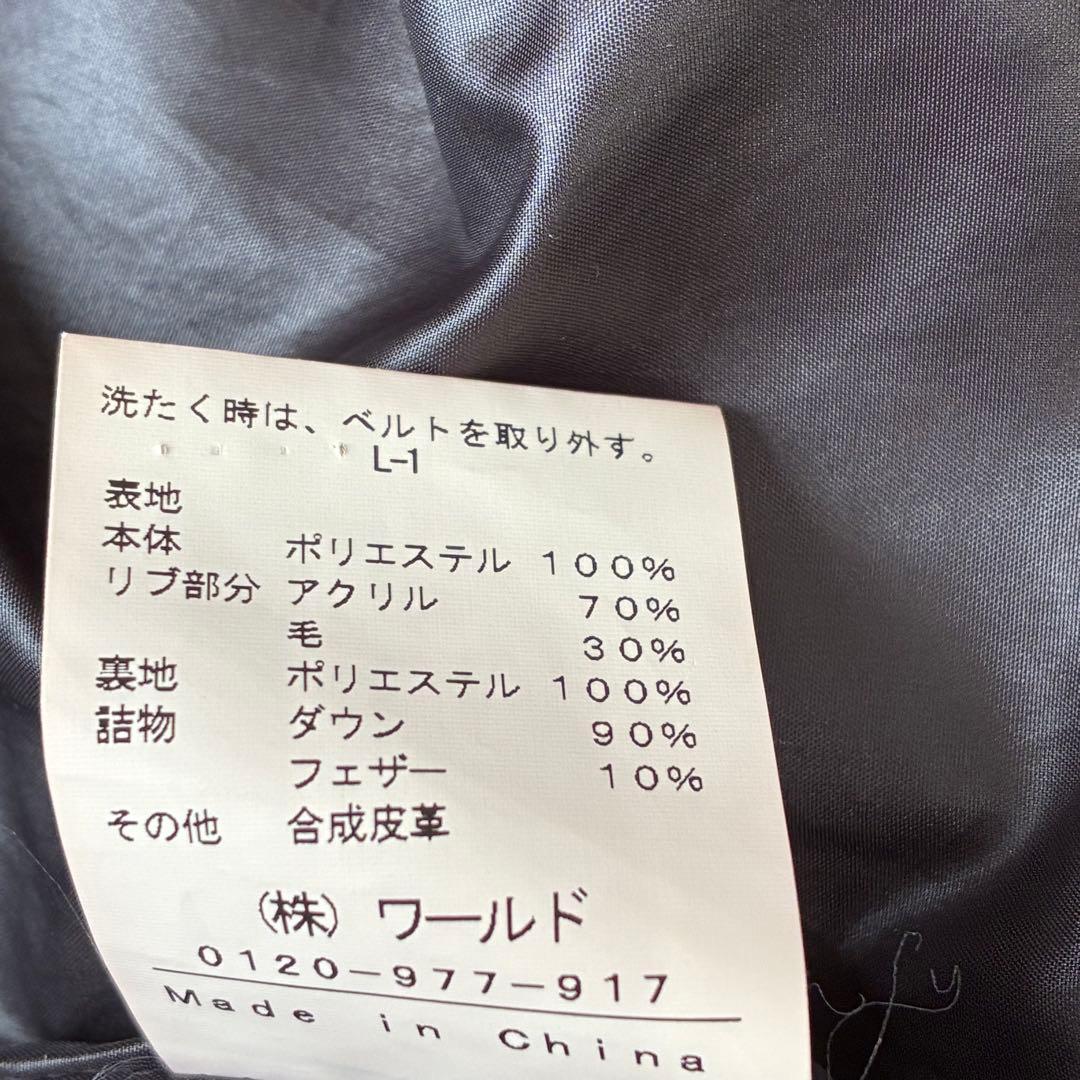 洗たく時は、ベルトを取り外す。
L-1
表地
本体 ポリエステル 100%
リブ部分 アクリル 70%
毛 30%
裏地 ポリエステル 100%
詰物 ダウン 90%
フェザー 10%
その他 合成皮革
(株) ワールド
0120-977-917
Made in China